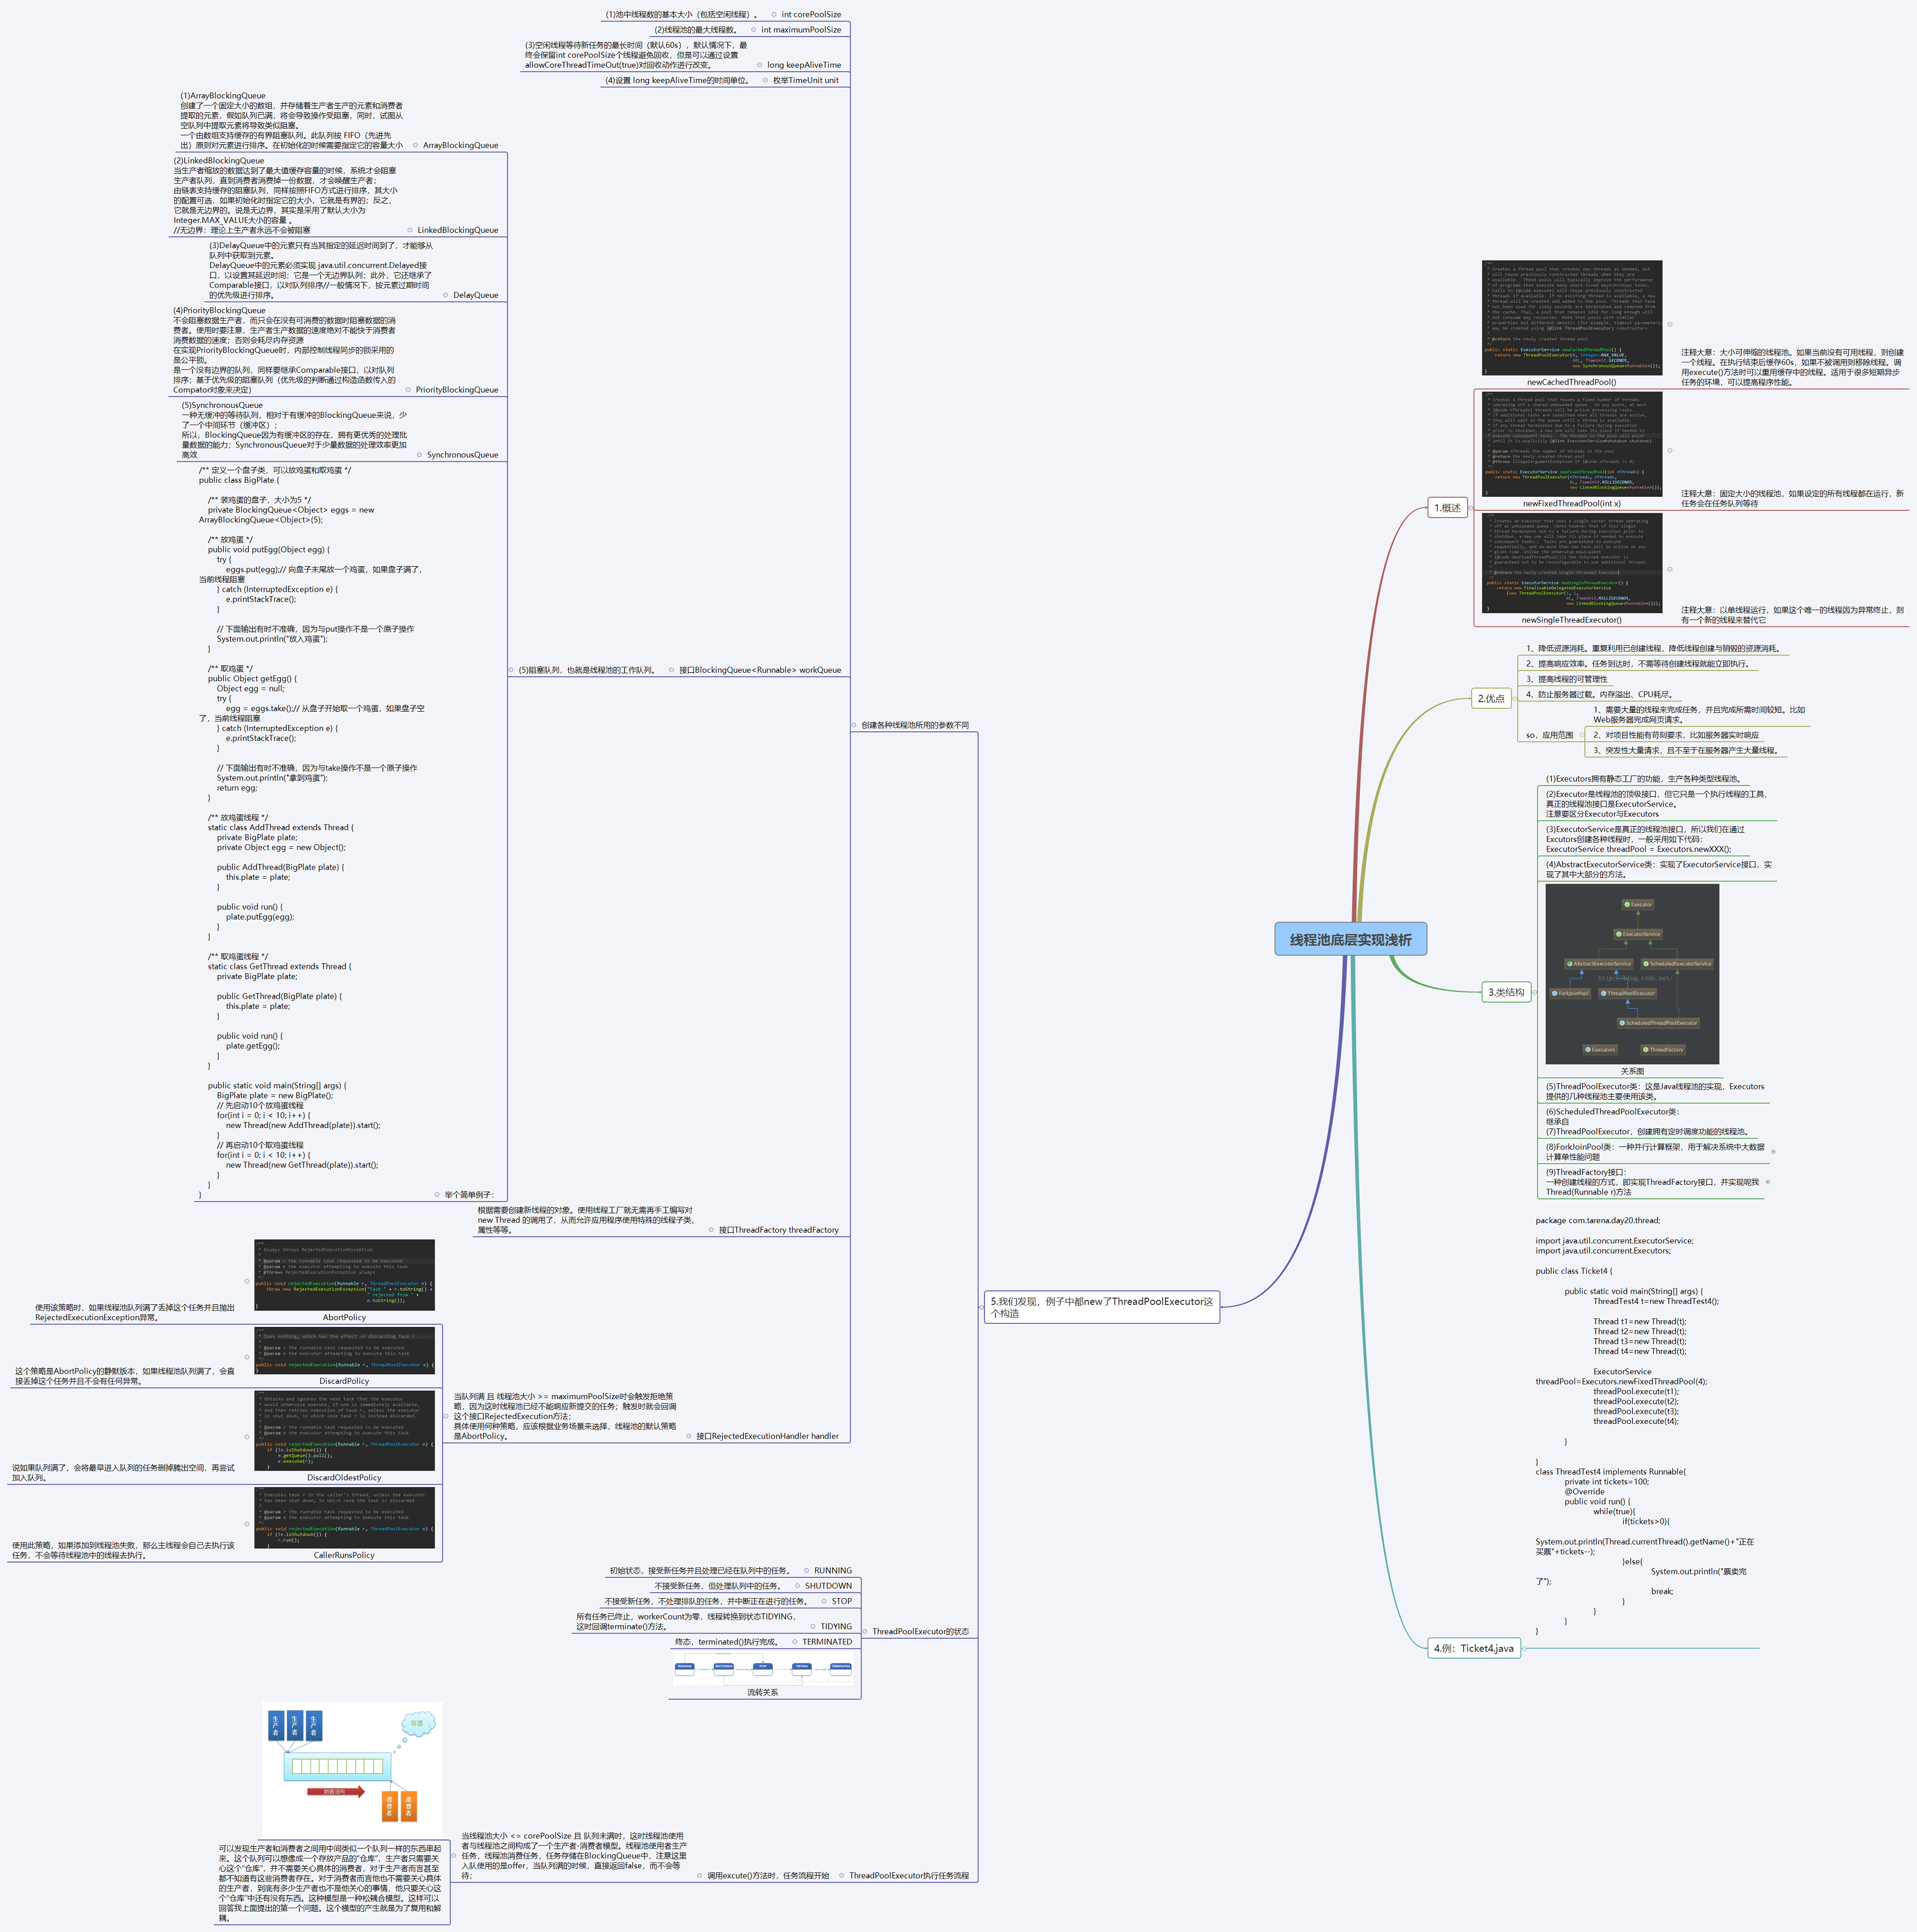 线程池底层实现浅析
1.概述
newCachedThreadPool()
注释大意：大小可伸缩的线程池。如果当前没有可用线程，则创建
一个线程。在执行结束后缓存60s，如果不被调用则移除线程。调
用execute()方法时可以重用缓存中的线程。适用于很多短期异步
任务的环境，可以提高程序性能。
newFixedThreadPool(int x)
注释大意：固定大小的线程池，如果设定的所有线程都在运行，新
任务会在任务队列等待
newSingleThreadExecutor()
注释大意：以单线程运行，如果这个唯一的线程因为异常终止，则
有一个新的线程来替代它
2.优点
1、降低资源消耗。重复利用已创建线程，降低线程创建与销毁的资源消耗。
2、提高响应效率。任务到达时，不需等待创建线程就能立即执行。
3、提高线程的可管理性
4、防止服务器过载。内存溢出、CPU耗尽。
so，应用范围
1、需要大量的线程来完成任务，并且完成所需时间较短。比如
Web服务器完成网页请求。
2、对项目性能有苛刻要求，比如服务器实时响应
3、突发性大量请求，且不至于在服务器产生大量线程。
3.类结构
(1)Executors拥有静态工厂的功能，生产各种类型线程池。
(2)Executor是线程池的顶级接口，但它只是一个执行线程的工具，
真正的线程池接口是ExecutorService。
注意要区分Executor与Executors
(3)ExecutorService是真正的线程池接口，所以我们在通过
Excutors创建各种线程时，一般采用如下代码：
ExecutorService threadPool = Executors.newXXX();
(4)AbstractExecutorService类：实现了ExecutorService接口，实
现了其中大部分的方法。
Executor
ExecutorService
AbstractExecutorService
ScheduledExecutorService
http://blog.csdn.net/
ForkJoinPool
ThreadPoolExecutor
ScheduledThreadPoolExecutor
Executors
ThreadFactory
关系图
(5)ThreadPoolExecutor类：这是Java线程池的实现，Executors
提供的几种线程池主要使用该类。
(6)ScheduledThreadPoolExecutor类：
继承自
(7)ThreadPoolExecutor，创建拥有定时调度功能的线程池。
(8)ForkJoinPool类：一种并行计算框架，用于解决系统中大数据
计算单性能问题
(9)ThreadFactory接口：
一种创建线程的方式，即实现ThreadFactory接口，并实现呢我
Thread(Runnable r)方法
4.例：Ticket4.java
package com.tarena.day20.thread;
import java.util.concurrent.ExecutorService;
import java.util.concurrent.Executors;
public class Ticket4 {
public static void main(String[] args) {
ThreadTest4 t=new ThreadTest4();
Thread t1=new Thread(t);
Thread t2=new Thread(t);
Thread t3=new Thread(t);
Thread t4=new Thread(t);
ExecutorService
threadPool=Executors.newFixedThreadPool(4);
threadPool.execute(t1);
threadPool.execute(t2);
threadPool.execute(t3);
threadPool.execute(t4);
}
}
class ThreadTest4 implements Runnable{
private int tickets=100;
@Override
public void run() {
while(true){
if(tickets>0){
System.out.println(Thread.currentThread().getName()+"正在
买票"+tickets--);
}else{
System.out.println("票卖完
了");
break;
}
}
}
}
5.我们发现，例子中都new了ThreadPoolExecutor这
个构造
创建各种线程池所用的参数不同
int corePoolSize
(1)池中线程数的基本大小（包括空闲线程）。
int maximumPoolSize
(2)线程池的最大线程数。
long keepAliveTime
(3)空闲线程等待新任务的最长时间（默认60s），默认情况下，最
终会保留int corePoolSize个线程避免回收，但是可以通过设置
allowCoreThreadTimeOut(true)对回收动作进行改变。
枚举TimeUnit unit
(4)设置 long keepAliveTime的时间单位。
接口BlockingQueue<Runnable> workQueue
(5)阻塞队列，也就是线程池的工作队列。
ArrayBlockingQueue
(1)ArrayBlockingQueue
创建了一个固定大小的数组，并存储着生产者生产的元素和消费者
提取的元素，假如队列已满，将会导致操作受阻塞，同时，试图从
空队列中提取元素将导致类似阻塞。
一个由数组支持缓存的有界阻塞队列。此队列按 FIFO（先进先
出）原则对元素进行排序。在初始化的时候需要指定它的容量大小
LinkedBlockingQueue
(2)LinkedBlockingQueue
当生产者缩放的数据达到了最大值缓存容量的时候，系统才会阻塞
生产者队列，直到消费者消费掉一份数据，才会唤醒生产者；
由链表支持缓存的阻塞队列，同样按照FIFO方式进行排序，其大小
的配置可选，如果初始化时指定它的大小，它就是有界的；反之，
它就是无边界的。说是无边界，其实是采用了默认大小为
Integer.MAX_VALUE大小的容量 。
//无边界：理论上生产者永远不会被阻塞
DelayQueue
(3)DelayQueue中的元素只有当其指定的延迟时间到了，才能够从
队列中获取到元素。
DelayQueue中的元素必须实现 java.util.concurrent.Delayed接
口，以设置其延迟时间；它是一个无边界队列；此外，它还继承了
Comparable接口，以对队列排序//一般情况下，按元素过期时间
的优先级进行排序。
PriorityBlockingQueue
(4)PriorityBlockingQueue
不会阻塞数据生产者，而只会在没有可消费的数据时阻塞数据的消
费者。使用时要注意，生产者生产数据的速度绝对不能快于消费者
消费数据的速度；否则会耗尽内存资源
在实现PriorityBlockingQueue时，内部控制线程同步的锁采用的
是公平锁。
是一个没有边界的队列，同样要继承Comparable接口，以对队列
排序；基于优先级的阻塞队列（优先级的判断通过构造函数传入的
Compator对象来决定）
SynchronousQueue
(5)SynchronousQueue
一种无缓冲的等待队列，相对于有缓冲的BlockingQueue来说，少
了一个中间环节（缓冲区）；
所以，BlockingQueue因为有缓冲区的存在，拥有更优秀的处理批
量数据的能力；SynchronousQueue对于少量数据的处理效率更加
高效
举个简单例子：
/** 定义一个盘子类，可以放鸡蛋和取鸡蛋 */
public class BigPlate {
/** 装鸡蛋的盘子，大小为5 */
private BlockingQueue<Object> eggs = new
ArrayBlockingQueue<Object>(5);
/** 放鸡蛋 */
public void putEgg(Object egg) {
try {
eggs.put(egg);// 向盘子末尾放一个鸡蛋，如果盘子满了，
当前线程阻塞
} catch (InterruptedException e) {
e.printStackTrace();
}
// 下面输出有时不准确，因为与put操作不是一个原子操作
System.out.println("放入鸡蛋");
}
/** 取鸡蛋 */
public Object getEgg() {
Object egg = null;
try {
egg = eggs.take();// 从盘子开始取一个鸡蛋，如果盘子空
了，当前线程阻塞
} catch (InterruptedException e) {
e.printStackTrace();
}
// 下面输出有时不准确，因为与take操作不是一个原子操作
System.out.println("拿到鸡蛋");
return egg;
}
/** 放鸡蛋线程 */
static class AddThread extends Thread {
private BigPlate plate;
private Object egg = new Object();
public AddThread(BigPlate plate) {
this.plate = plate;
}
public void run() {
plate.putEgg(egg);
}
}
/** 取鸡蛋线程 */
static class GetThread extends Thread {
private BigPlate plate;
public GetThread(BigPlate plate) {
this.plate = plate;
}
public void run() {
plate.getEgg();
}
}
public static void main(String[] args) {
BigPlate plate = new BigPlate();
// 先启动10个放鸡蛋线程
for(int i = 0; i < 10; i++) {
new Thread(new AddThread(plate)).start();
}
// 再启动10个取鸡蛋线程
for(int i = 0; i < 10; i++) {
new Thread(new GetThread(plate)).start();
}
}
}
接口ThreadFactory threadFactory
根据需要创建新线程的对象。使用线程工厂就无需再手工编写对
new Thread 的调用了，从而允许应用程序使用特殊的线程子类、
属性等等。
接口RejectedExecutionHandler handler
当队列满 且 线程池大小 >= maximumPoolSize时会触发拒绝策
略，因为这时线程池已经不能响应新提交的任务；触发时就会回调
这个接口RejectedExecution方法；
具体使用何种策略，应该根据业务场景来选择，线程池的默认策略
是AbortPolicy。
AbortPolicy
使用该策略时，如果线程池队列满了丢掉这个任务并且抛出
RejectedExecutionException异常。
DiscardPolicy
这个策略是AbortPolicy的静默版本，如果线程池队列满了，会直
接丢掉这个任务并且不会有任何异常。
DiscardOldestPolicy
说如果队列满了，会将最早进入队列的任务删掉腾出空间，再尝试
加入队列。
CallerRunsPolicy
使用此策略，如果添加到线程池失败，那么主线程会自己去执行该
任务，不会等待线程池中的线程去执行。
ThreadPoolExecutor的状态
RUNNING
初始状态，接受新任务并且处理已经在队列中的任务。
SHUTDOWN
不接受新任务，但处理队列中的任务。
STOP
不接受新任务，不处理排队的任务，并中断正在进行的任务。
TIDYING
所有任务已终止，workerCount为零，线程转换到状态TIDYING，
这时回调terminate()方法。
TERMINATED
终态，terminated()执行完成。
流转关系
ThreadPoolExecutor执行任务流程
调用excute()方法时，任务流程开始
当线程池大小 <= corePoolSize 且 队列未满时，这时线程池使用
者与线程池之间构成了一个生产者-消费者模型。线程池使用者生产
任务，线程池消费任务，任务存储在BlockingQueue中，注意这里
入队使用的是offer，当队列满的时候，直接返回false，而不会等
待；
生产者
生产者
生产者
容器
数据流向
消费者
消费者
可以发现生产者和消费者之间用中间类似一个队列一样的东西串起
来。这个队列可以想像成一个存放产品的“仓库”，生产者只需要关
心这个“仓库”，并不需要关心具体的消费者，对于生产者而言甚至
都不知道有这些消费者存在。对于消费者而言他也不需要关心具体
的生产者，到底有多少生产者也不是他关心的事情，他只要关心这
个“仓库”中还有没有东西。这种模型是一种松耦合模型。这样可以
回答我上面提出的第一个问题。这个模型的产生就是为了复用和解
耦。